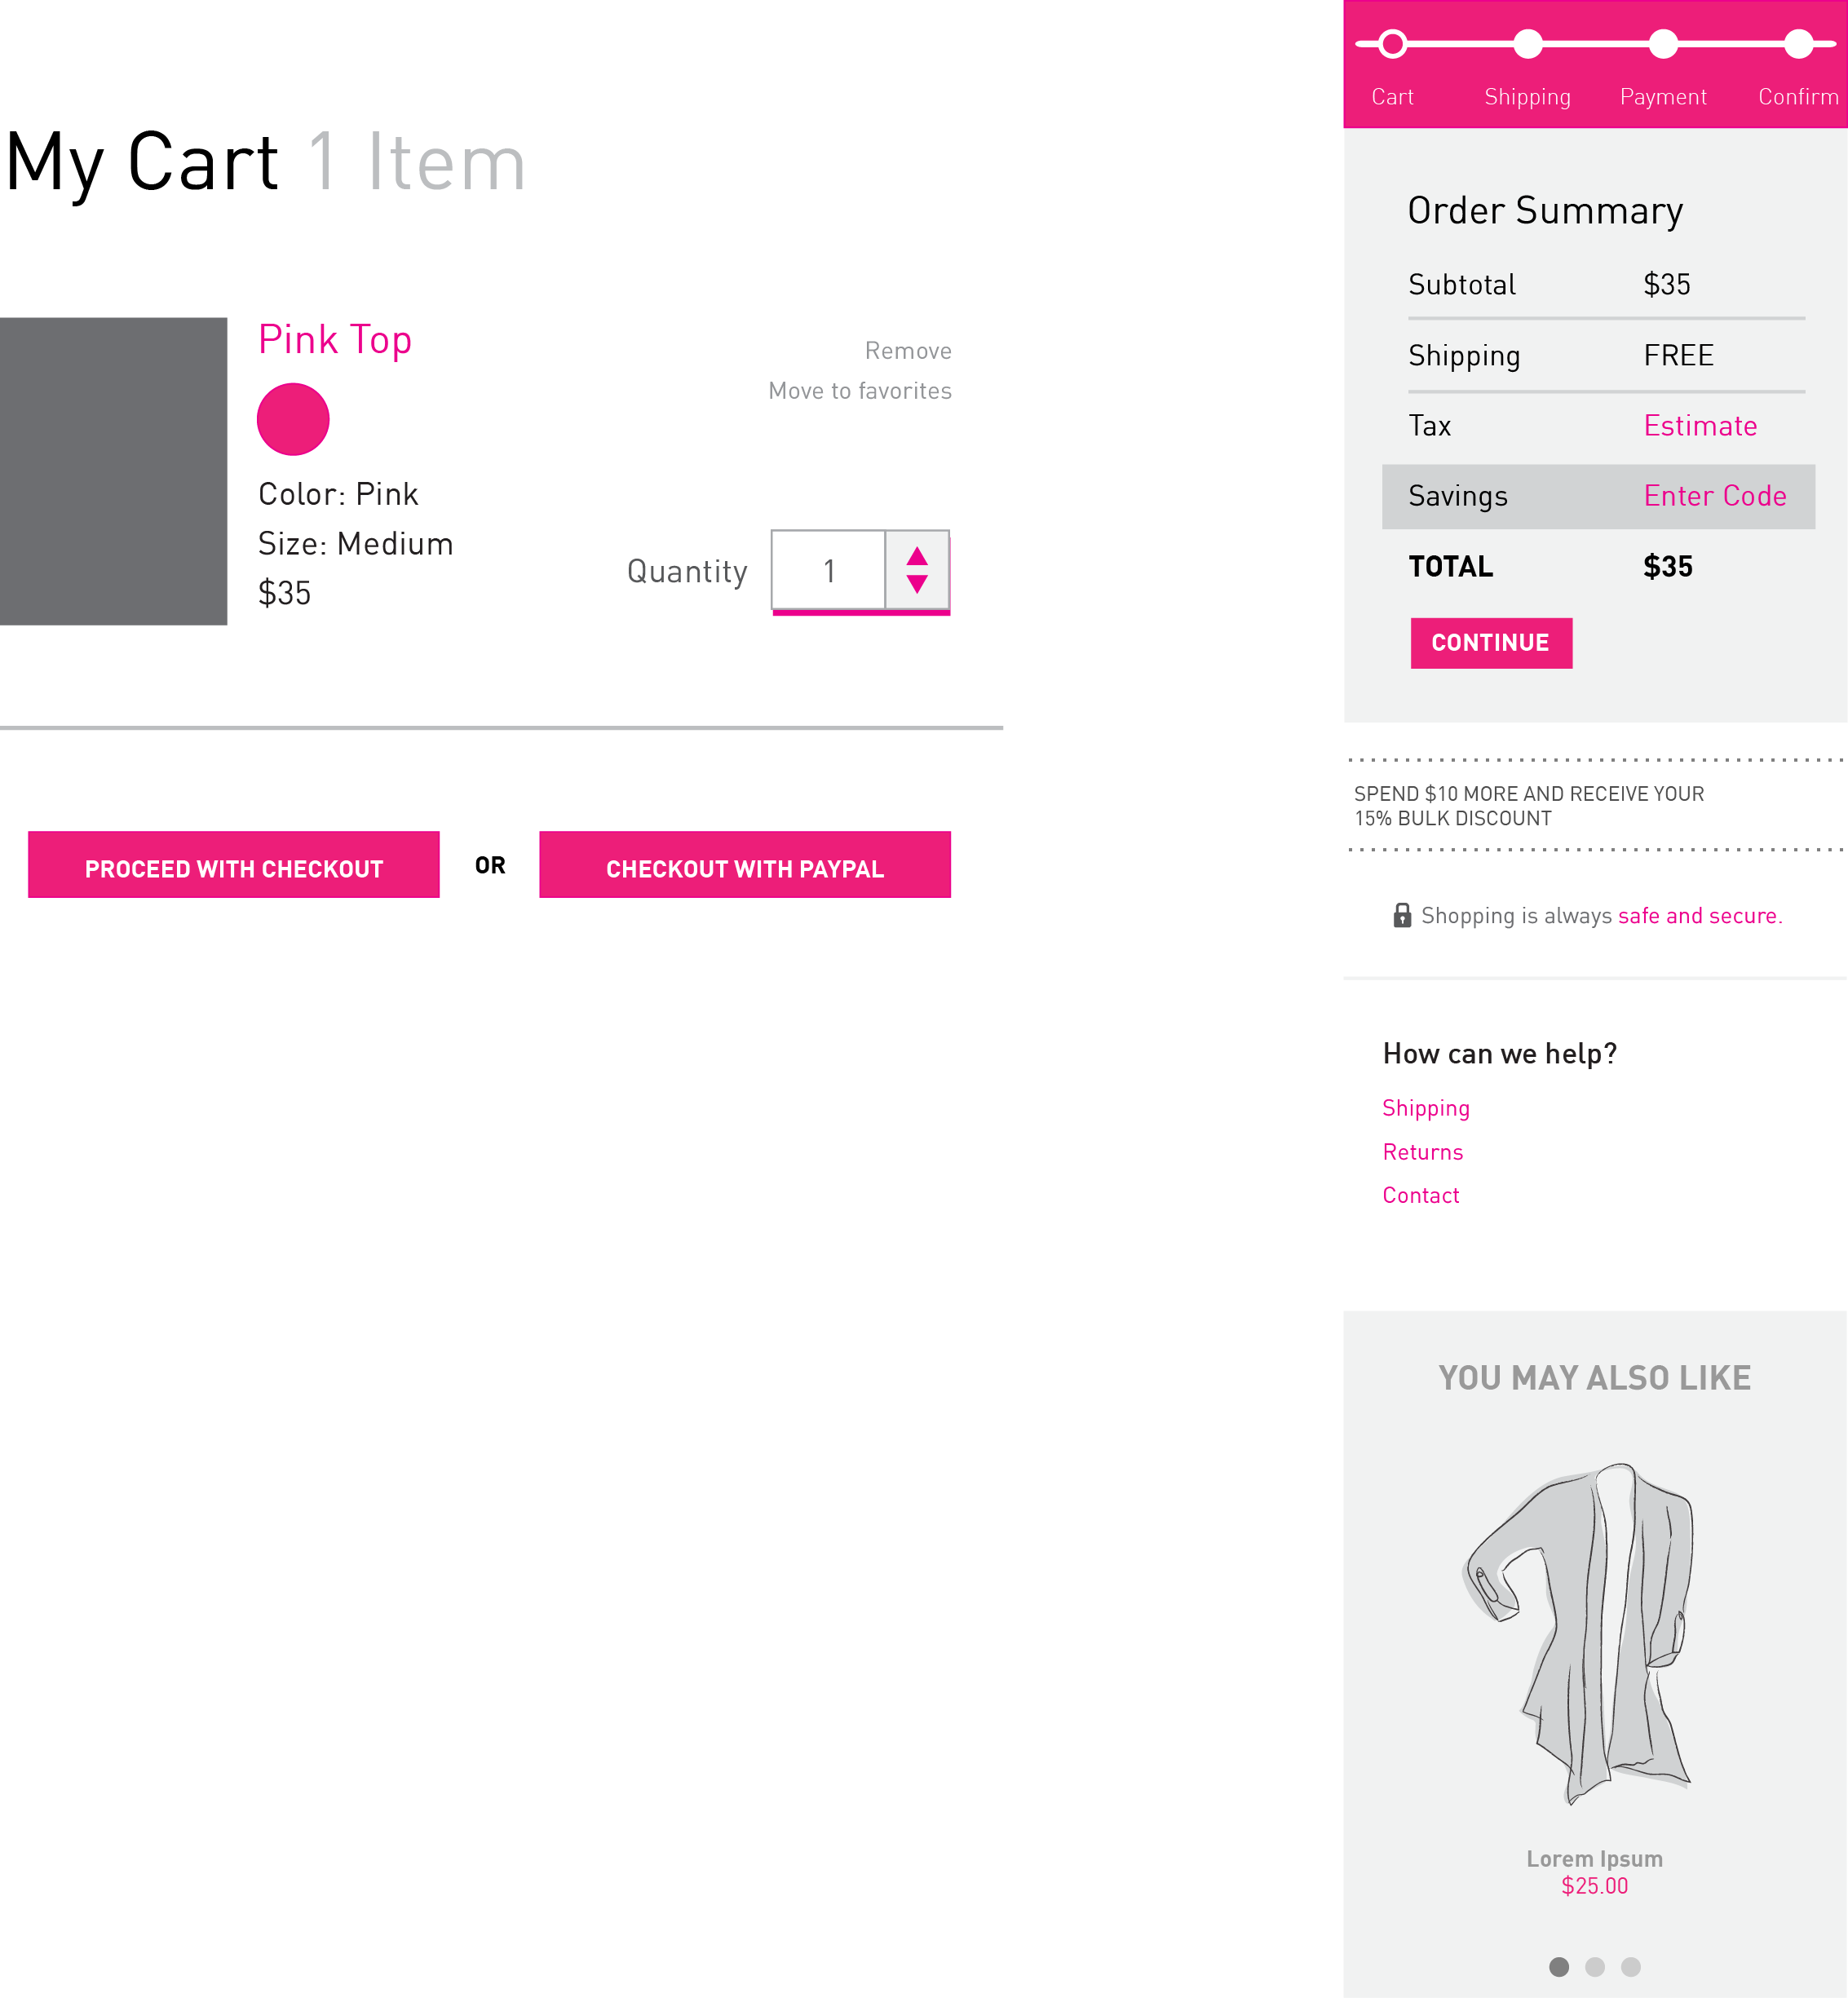 My Cart 1 Item
Pink Top
Color: Pink
Size: Medium
$35
Remove
Move to favorites
Quantity 1
PROCEED WITH CHECKOUT OR CHECKOUT WITH PAYPAL
Cart Shipping Payment Confirm
Order Summary
Subtotal $35
Shipping FREE
Tax Estimate
Savings Enter Code
TOTAL $35
CONTINUE
SPEND $10 MORE AND RECEIVE YOUR
15% BULK DISCOUNT
Shopping is always safe and secure.
How can we help?
Shipping
Returns
Contact
YOU MAY ALSO LIKE
Lorem Ipsum
$25.00